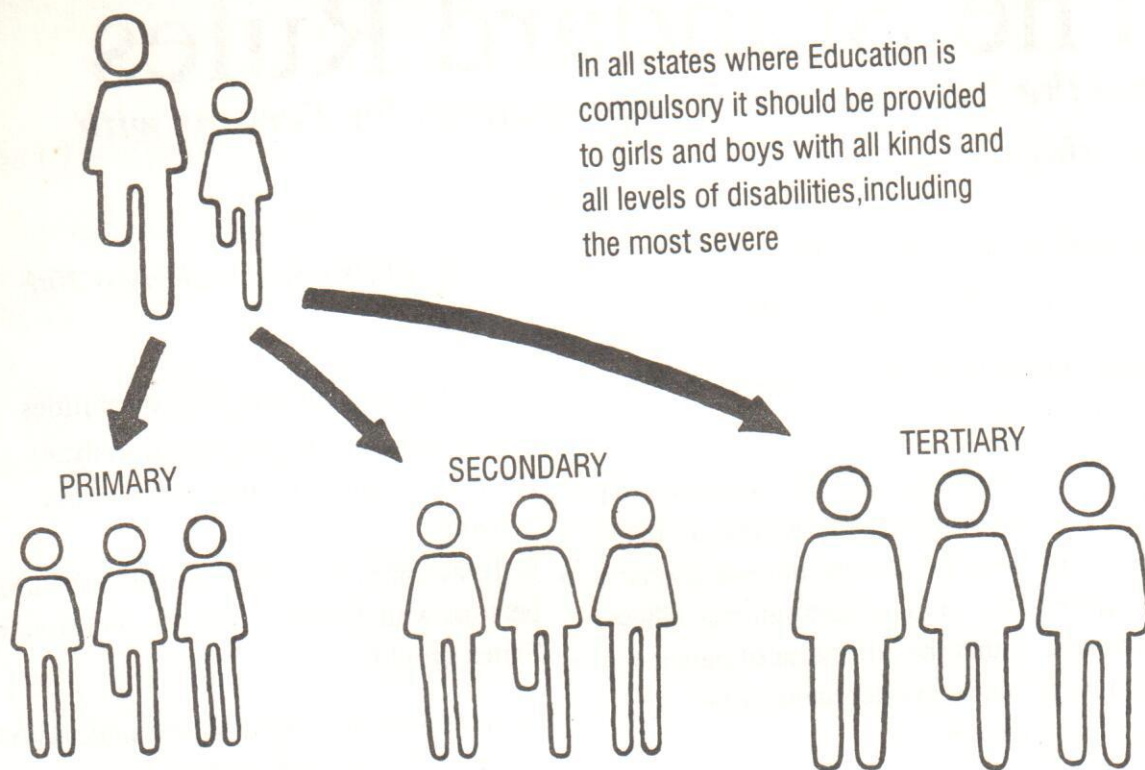 In all states where Education is
compulsory it should be provided
to girls and boys with all kinds and
all levels of disabilities,including
the most severe
PRIMARY
SECONDARY
TERTIARY